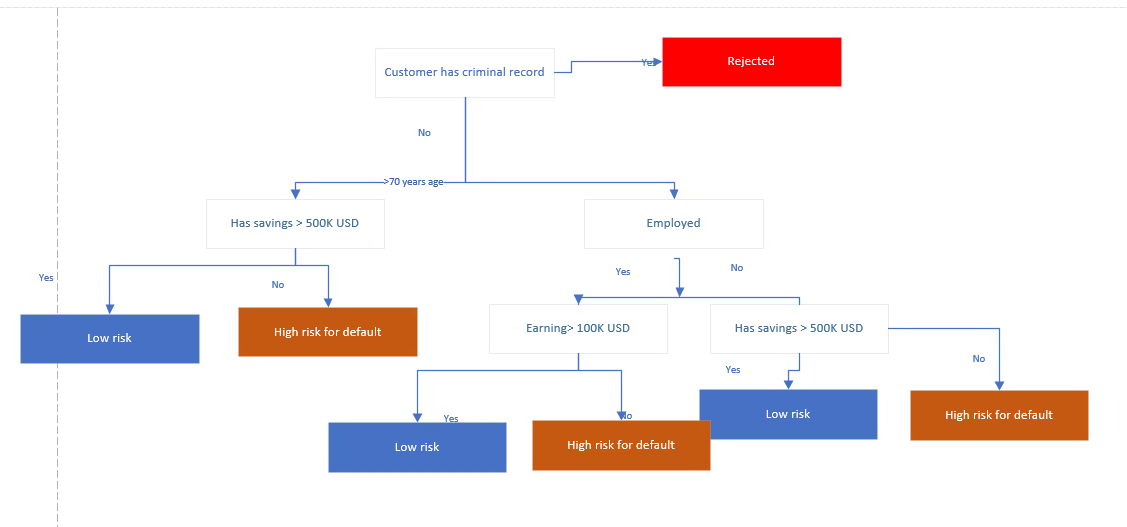 Customer has criminal record
Yes
Rejected
No
>70 years age
Has savings > 500K USD
Employed
Yes
No
Yes
No
Low risk
High risk for default
Earning> 100K USD
Has savings > 500K USD
Yes
No
Yes
No
Low risk
High risk for default
Low risk
High risk for default